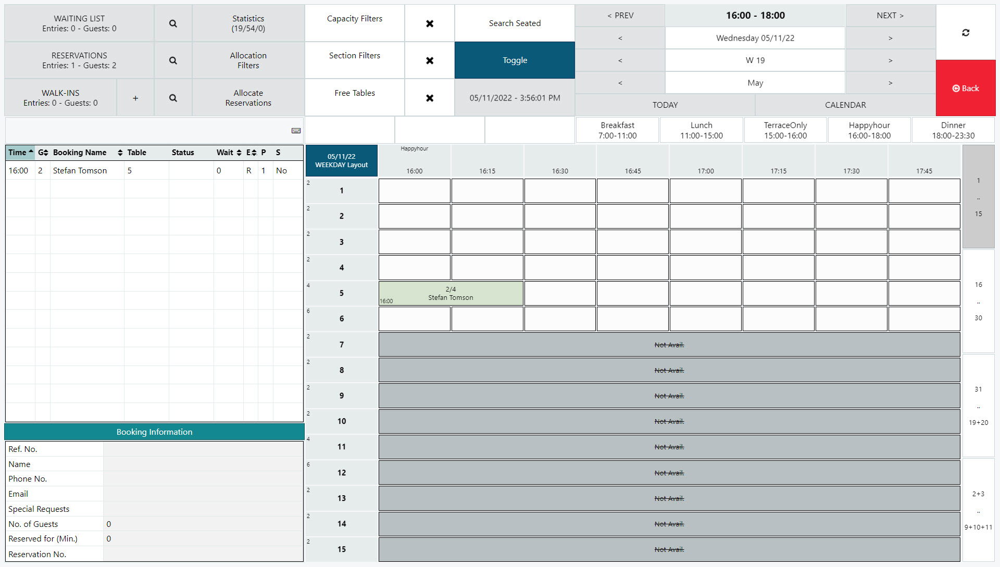 WAITING LIST
Entries: 0 - Guests: 0
Statistics
(19/54/0)
Capacity Filters
Search Seated
< PREV
16:00 - 18:00
NEXT >
<
Wednesday 05/11/22
>
RESERVATIONS
Entries: 1 - Guests: 2
Allocation
Filters
Section Filters
Toggle
<
W 19
>
<
May
>
Back
WALK-INS
Entries: 0 - Guests: 0
+
Allocate
Reservations
Free Tables
05/11/2022 - 3:56:01 PM
TODAY
CALENDAR
Breakfast
7:00-11:00
Lunch
11:00-15:00
TerraceOnly
15:00-16:00
Happyhour
16:00-18:00
Dinner
18:00-23:30
Time G Booking Name Table Status Wait E P S
16:00 2 Stefan Tomson 5 0 R 1 No
Booking Information
Ref. No.
Name
Phone No.
Email
Special Requests
No. of Guests 0
Reserved for (Min.) 0
Reservation No.
05/11/22
WEEKDAY Layout
Happyhour
16:00 16:15 16:30 16:45 17:00 17:15 17:30 17:45
2
1
2
2
2
3
2
4
4
5
2/4
Stefan Tomson
16:00
6
6
2
7
Not Avail.
2
8
Not Avail.
2
9
Not Avail.
2
10
Not Avail.
4
11
Not Avail.
6
12
Not Avail.
2
13
Not Avail.
2
14
Not Avail.
2
15
Not Avail.
1
..
15
16
..
30
31
..
19+20
2+3
..
9+10+11